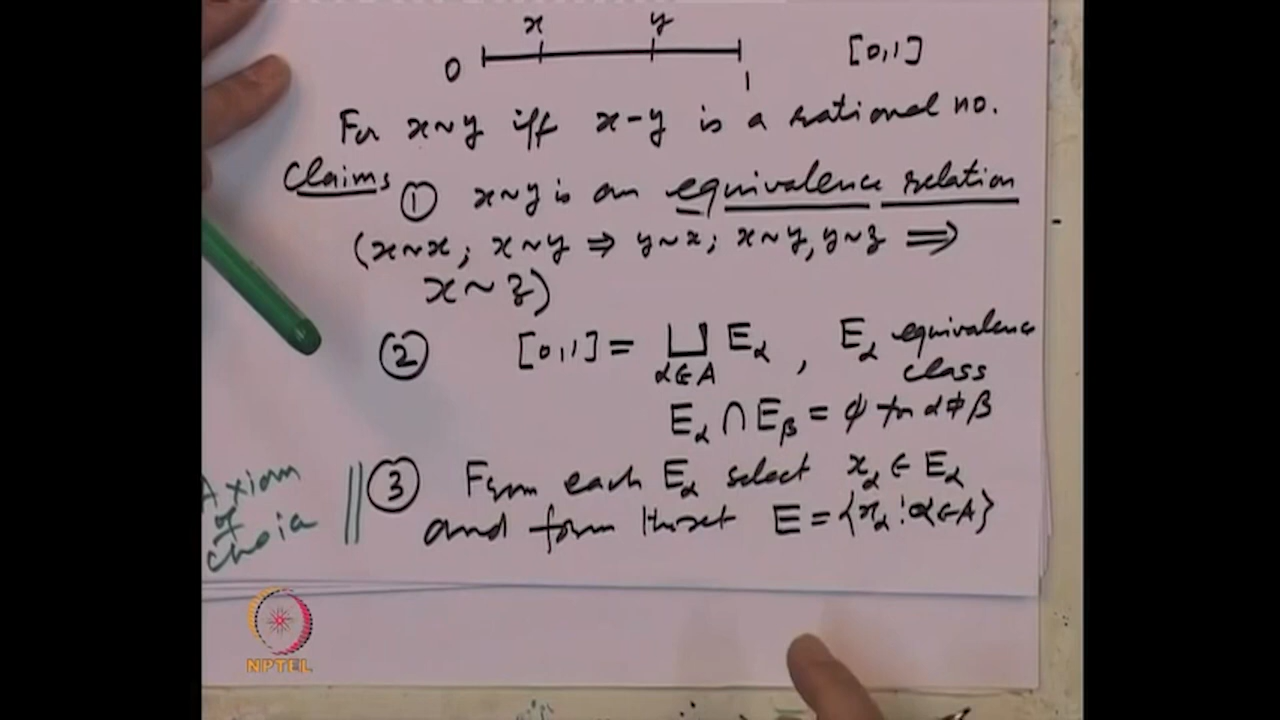 x y
0 1 [0,1]
For x~y iff x-y is a rational no.
Claims ① x~y is an equivalence relation
(x~x; x~y ⇒ y~x; x~y, y~z ⟹
x~z)
② [0,1] = ⊔ E_α , E_α equivalence
α∈A class
E_α ∩ E_β = φ for α≠β
Axiom of Choice
③ From each E_α select x_α ∈ E_α
and form the set E = {x_α : α∈A}
NPTEL